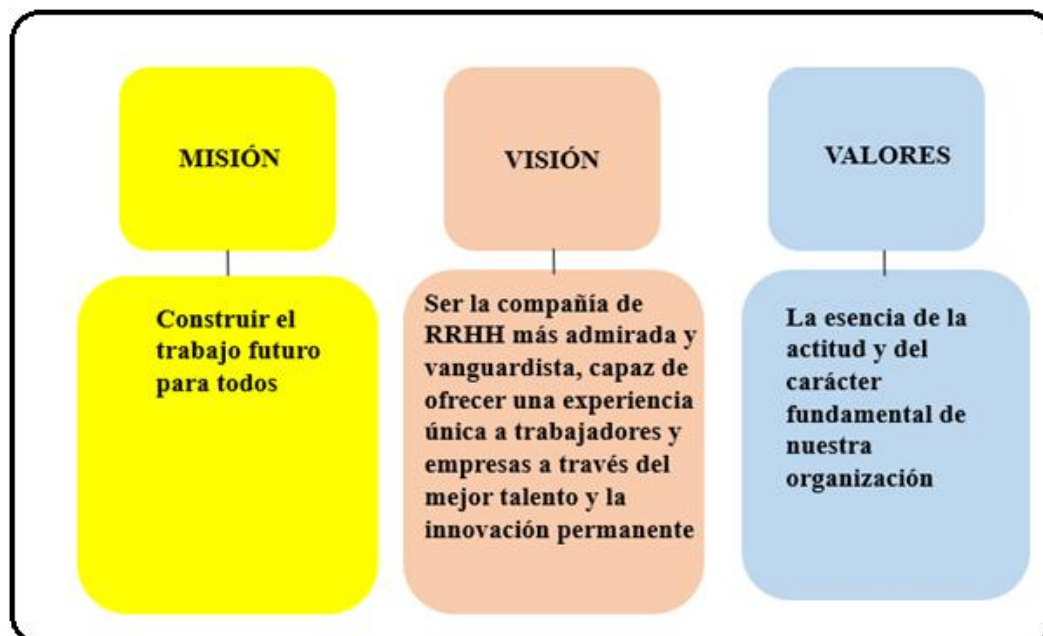 MISIÓN
Construir el
trabajo futuro
para todos
VISIÓN
Ser la compañía de
RRHH más admirada y
vanguardista, capaz de
ofrecer una experiencia
única a trabajadores y
empresas a través del
mejor talento y la
innovación permanente
VALORES
La esencia de la
actitud y del
carácter
fundamental de
nuestra
organización